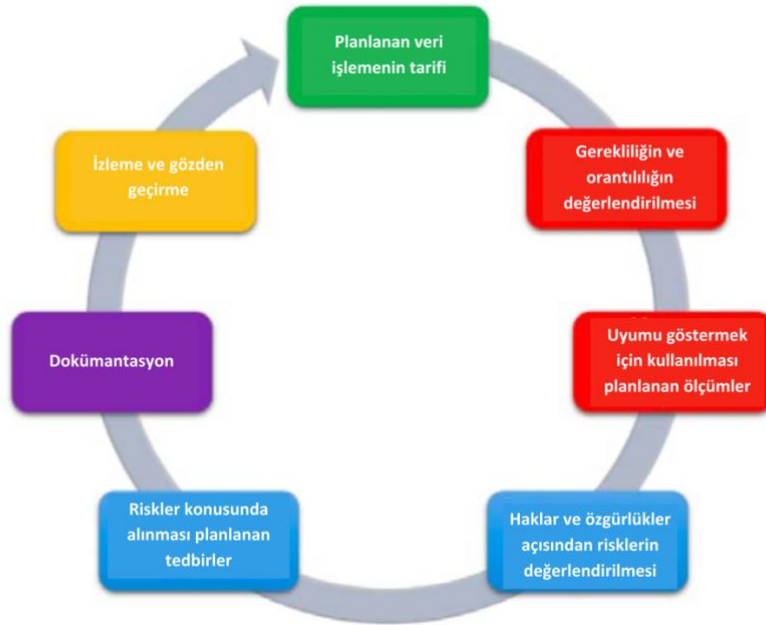 Planlanan veri
işlemenin tarifi
Gerekliliğin ve
orantılılığın
değerlendirilmesi
Uyumu göstermek
için kullanılması
planlanan ölçümler
Haklar ve özgürlükler
açısından risklerin
değerlendirilmesi
Riskler konusunda
alınması planlanan
tedbirler
Dokümantasyon
İzleme ve gözden
geçirme